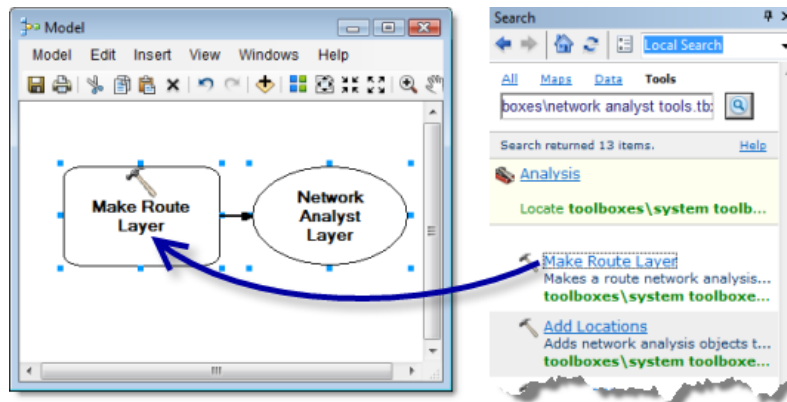 Model
Model Edit Insert View Windows Help
Make Route
Layer
Network
Analyst
Layer
Search
Local Search
All Maps Data Tools
boxes\network analyst tools.tb
Search returned 13 items. Help
Analysis
Locate toolboxes\system toolb...
Make Route Layer
Makes a route network analysis...
toolboxes\system toolboxe...
Add Locations
Adds network analysis objects t...
toolboxes\system toolboxe...